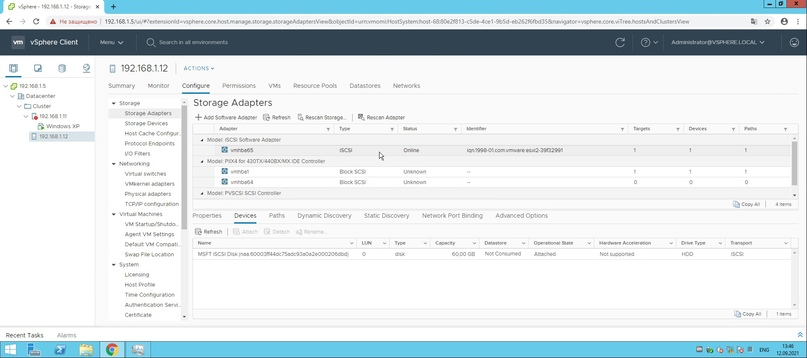 vSphere - 192.168.1.12 - Storag
Не защищено
192.168.1.5/ui/#?extensionId=vsphere.core.host.manage.storage.storageAdaptersView&objectId=urn:vmomi:HostSystem:host-
&navigator=vsphere.core.viTree.hostsAndClustersView
vm vSphere Client Menu Search in all environments Administrator@VSPHERE.LOCAL
192.168.1.5
Datacenter
Cluster
192.168.1.11
Windows XP
192.168.1.12
192.168.1.12 ACTIONS
Summary Monitor Configure Permissions VMs Resource Pools Datastores Networks
Storage
Storage Adapters
Storage Devices
Host Cache Configur...
Protocol Endpoints
I/O Filters
Networking
Virtual switches
VMkernel adapters
Physical adapters
TCP/IP configuration
Virtual Machines
VM Startup/Shutdo...
Agent VM Settings
Default VM Compati...
Swap File Location
System
Licensing
Host Profile
Time Configuration
Authentication Servi...
Certificate
Storage Adapters
Add Software Adapter Refresh Rescan Storage... Rescan Adapter
Adapter Type Status Identifier Targets Devices Paths
Model: iSCSI Software Adapter
vmhba65 iSCSI Online iqn.1998-01.com.vmware:esxi2-39f32991 1 1 1
Model: PIIX4 for 430TX/440BX/MX IDE Controller
vmhba1 Block SCSI Unknown -- 1 1 1
vmhba64 Block SCSI Unknown -- 0 0 0
Model: PVSCSI SCSI Controller
Copy All 4 items
Properties Devices Paths Dynamic Discovery Static Discovery Network Port Binding Advanced Options
Refresh Attach Detach Rename...
Name LUN Type Capacity Datastore Operational State Hardware Acceleration Drive Type Transport
MSFT iSCSI Disk 0 disk 60,00 GB Not Consumed Attached Not supported HDD iSCSI
Copy All 1 items
Recent Tasks Alarms
ENG
13:46
12.09.2021